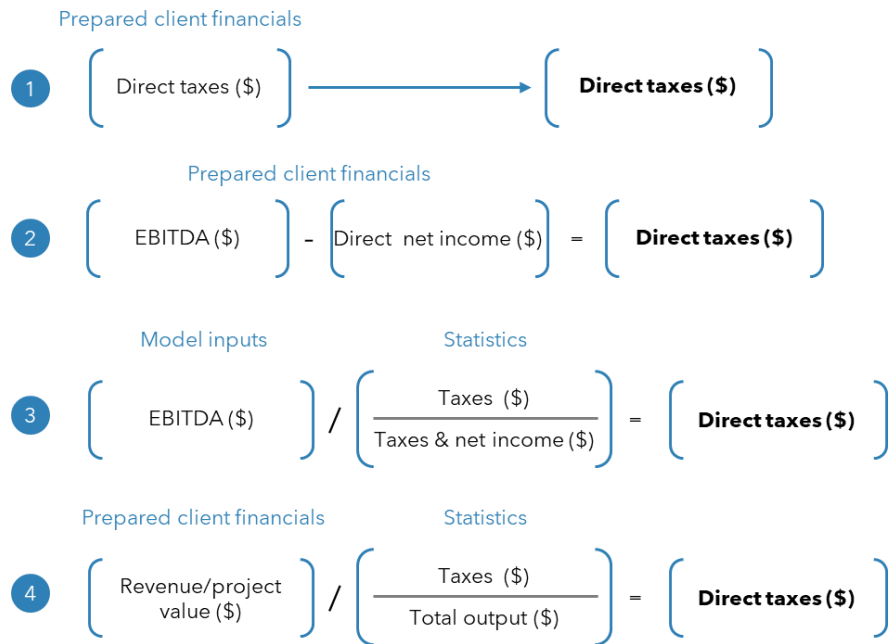 Prepared client financials
1
Direct taxes ($)
Direct taxes ($)
Prepared client financials
2
EBITDA ($)
-
Direct net income ($)
=
Direct taxes ($)
Model inputs
Statistics
3
EBITDA ($)
/
Taxes ($)
Taxes & net income ($)
=
Direct taxes ($)
Prepared client financials
Statistics
4
Revenue/project
value ($)
/
Taxes ($)
Total output ($)
=
Direct taxes ($)